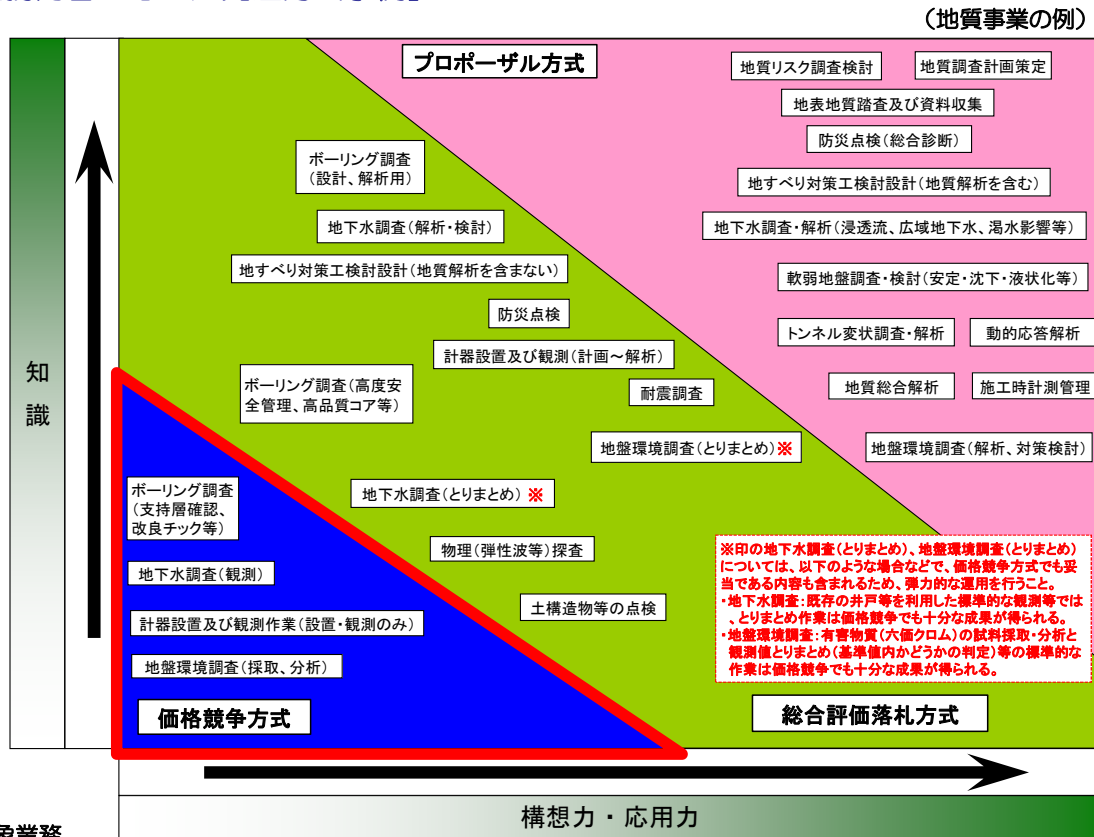 (地質事業の例)
プロポーザル方式
地質リスク調査検討
地質調査計画策定
地表地質踏査及び資料収集
防災点検(総合診断)
ボーリング調査
(設計、解析用)
地すべり対策工検討設計(地質解析を含む)
地下水調査(解析・検討)
地下水調査・解析(浸透流、広域地下水、渇水影響等)
地すべり対策工検討設計(地質解析を含まない)
軟弱地盤調査・検討(安定・沈下・液状化等)
防災点検
トンネル変状調査・解析
動的応答解析
計器設置及び観測(計画～解析)
知
識
ボーリング調査(高度安
全管理、高品質コア等)
耐震調査
地質総合解析
施工時計測管理
地盤環境調査(とりまとめ)※
地盤環境調査(解析、対策検討)
ボーリング調査
(支持層確認、
改良チック等)
地下水調査(とりまとめ)※
物理(弾性波等)探査
地下水調査(観測)
土構造物等の点検
計器設置及び観測作業(設置・観測のみ)
地盤環境調査(採取、分析)
※印の地下水調査(とりまとめ)、地盤環境調査(とりまとめ)
については、以下のような場合などで、価格競争方式でも妥
当である内容も含まれるため、弾力的な運用を行うこと。
・地下水調査:既存の井戸等を利用した標準的な観測等では
、とりまとめ作業は価格競争でも十分な成果が得られる。
・地盤環境調査:有害物質(六価クロム)の試料採取・分析と
観測値とりまとめ(基準値内かどうかの判定)等の標準的な
作業は価格競争でも十分な成果が得られる。
価格競争方式
総合評価落札方式
構想力・応用力